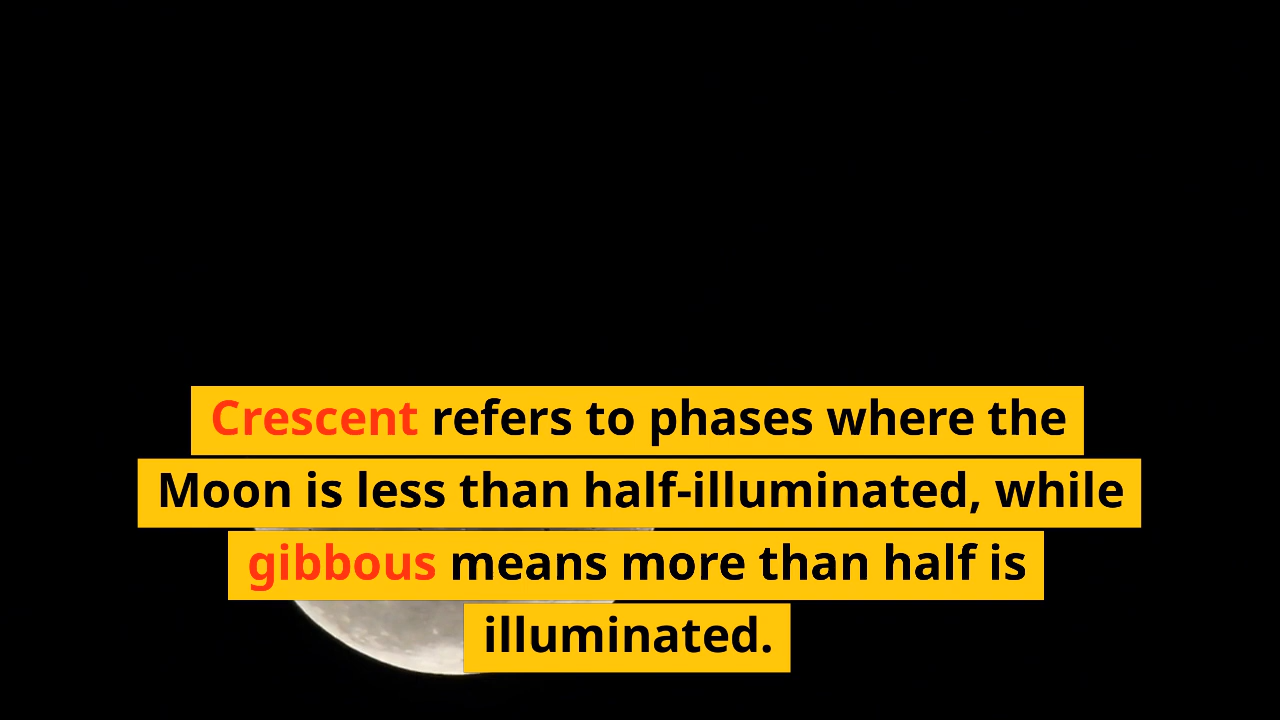 Crescent refers to phases where the
Moon is less than half-illuminated, while
gibbous means more than half is
illuminated.